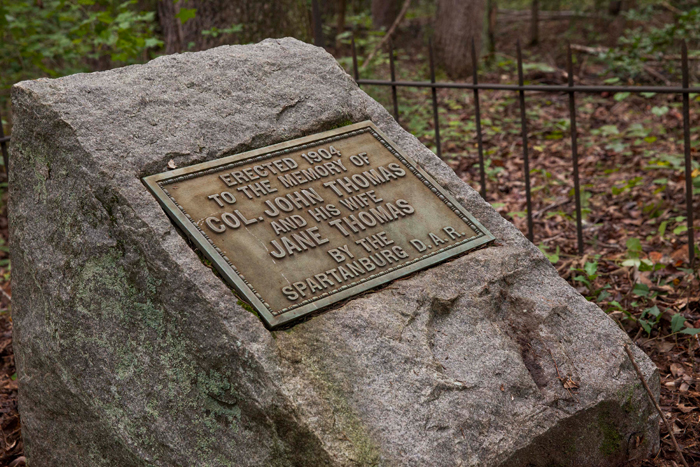 ERECTED 1904
TO THE MEMORY OF
COL. JOHN THOMAS
AND HIS WIFE
JANE THOMAS
BY THE
SPARTANBURG D.A.R.